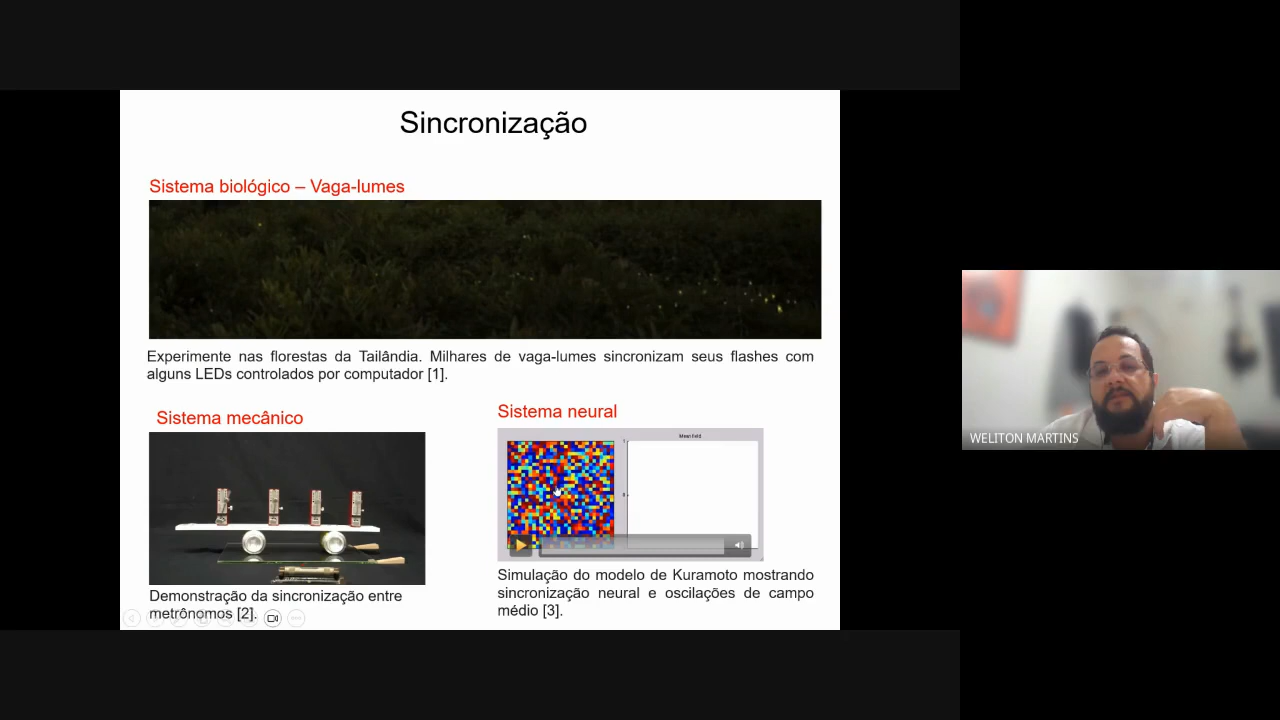 Sincronização
Sistema biológico – Vaga-lumes
Experimente nas florestas da Tailândia. Milhares de vaga-lumes sincronizam seus flashes com
alguns LEDs controlados por computador [1].
Sistema mecânico
Demonstração da sincronização entre
metrônomos [2].
Sistema neural
Mean field
Simulação do modelo de Kuramoto mostrando
sincronização neural e oscilações de campo
médio [3].
WELITON MARTINS